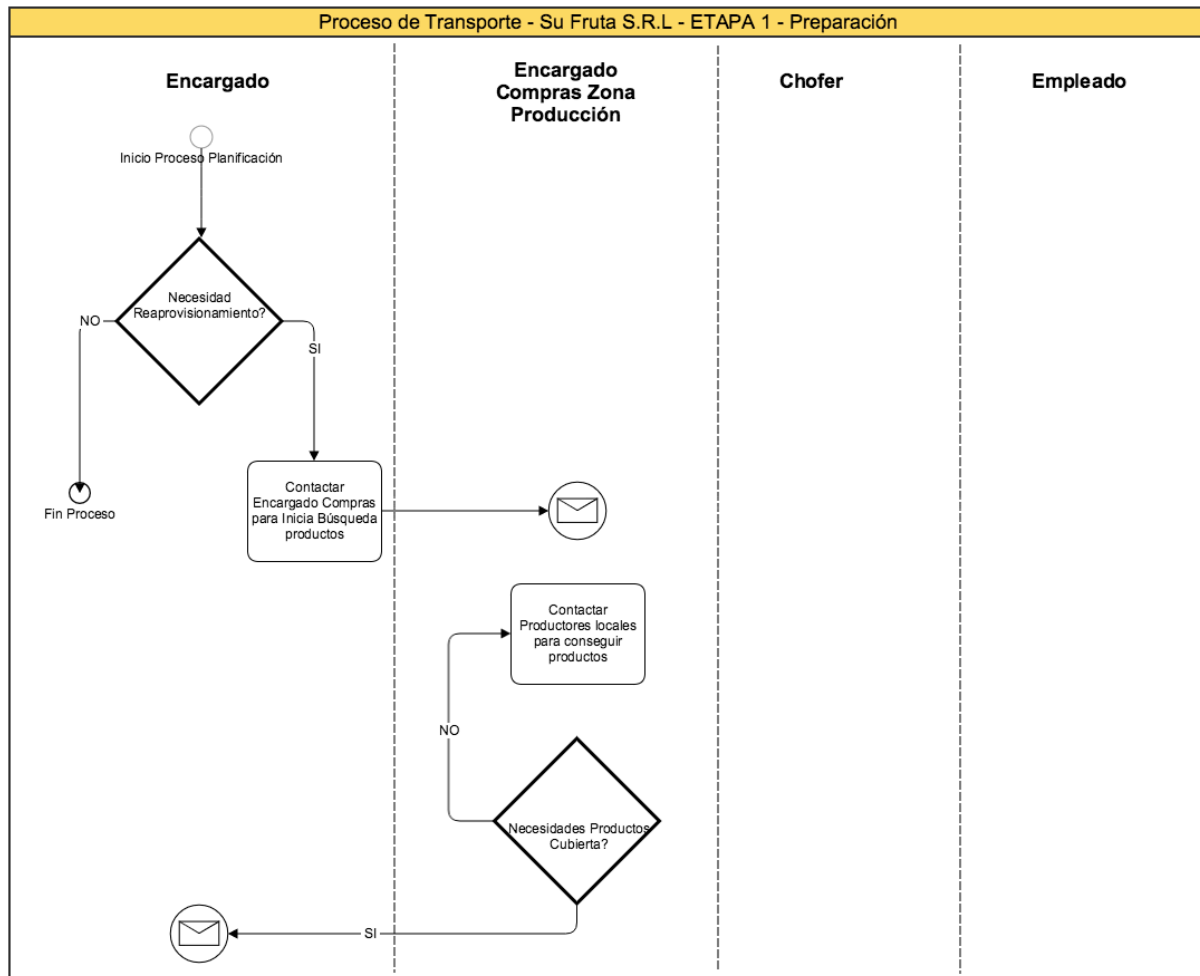 Proceso de Transporte - Su Fruta S.R.L - ETAPA 1 - Preparación
Encargado
Encargado
Compras Zona
Producción
Chofer
Empleado
Inicio Proceso Planificación
Necesidad
Reaprovisionamiento?
NO
SI
Fin Proceso
Contactar
Encargado Compras
para Inicia Búsqueda
productos
Contactar
Productores locales
para conseguir
productos
NO
Necesidades Productos
Cubierta?
SI